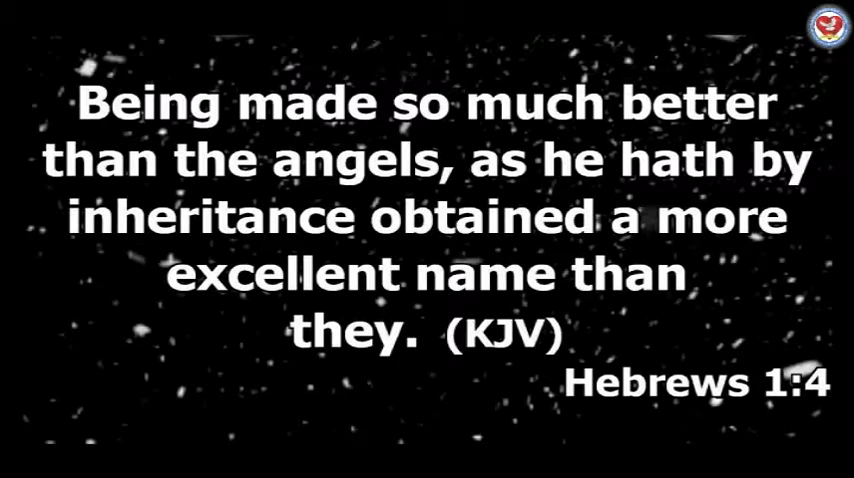 Being made so much better
than the angels, as he hath by
inheritance obtained a more
excellent name than
they. (KJV)
Hebrews 1:4